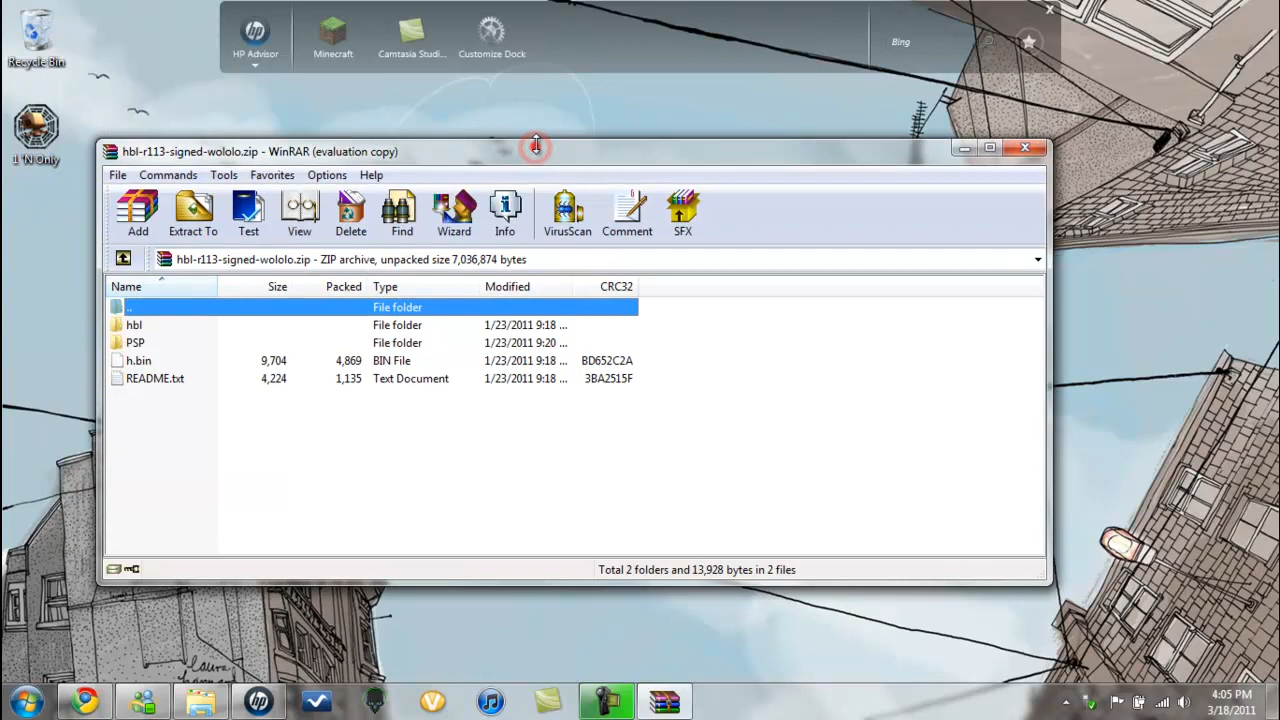 HP Advisor
Minecraft
Camtasia Studi...
Customize Dock
Bing
Recycle Bin
1 'N Only
hbl-r113-signed-wololo.zip - WinRAR (evaluation copy)
File Commands Tools Favorites Options Help
Add Extract To Test View Delete Find Wizard Info VirusScan Comment SFX
hbl-r113-signed-wololo.zip - ZIP archive, unpacked size 7,036,874 bytes
Name Size Packed Type Modified CRC32
.. File folder
hbl File folder 1/23/2011 9:18 ...
PSP File folder 1/23/2011 9:20 ...
h.bin 9,704 4,869 BIN File 1/23/2011 9:18 ... BD652C2A
README.txt 4,224 1,135 Text Document 1/23/2011 9:18 ... 3BA2515F
Total 2 folders and 13,928 bytes in 2 files
laura
4:05 PM
3/18/2011